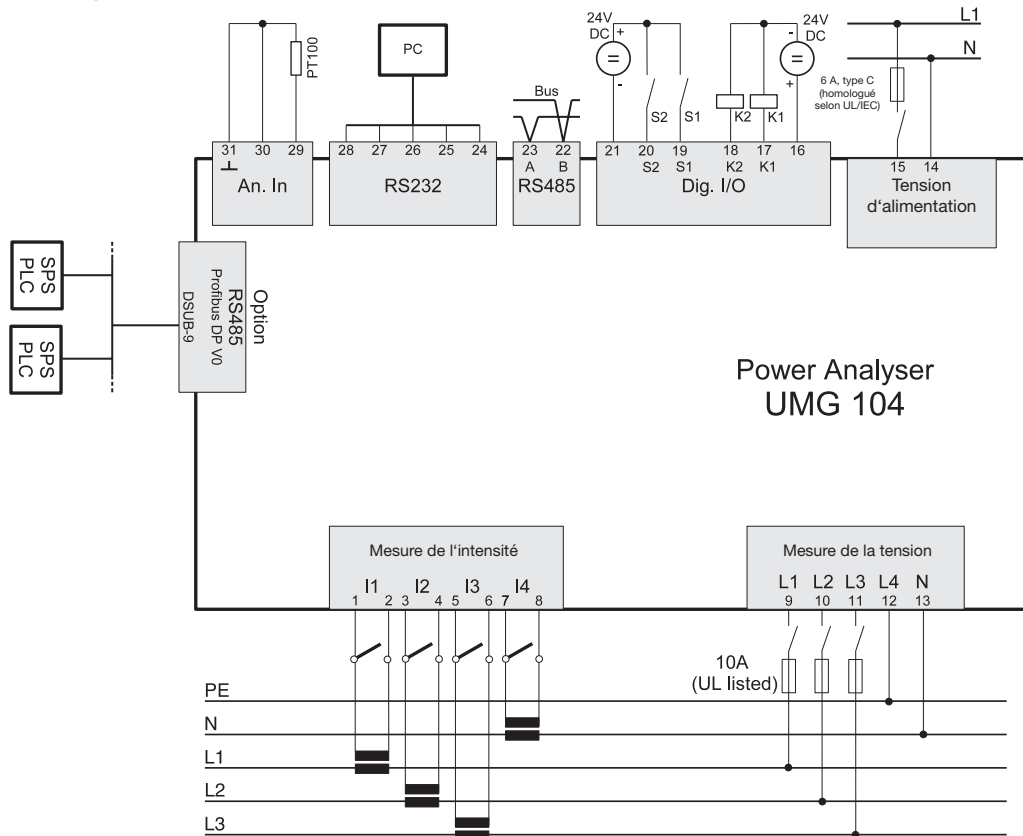 24V
DC
+
-
24V
DC
-
+
L1
N
PT100
PC
Bus
S2
S1
K2
K1
6 A, type C
(homologué
selon UL/IEC)
31
30
29
28
27
26
25
24
23
22
21
20
19
18
17
16
15
14
A
B
S2
S1
K2
K1
An. In
RS232
RS485
Dig. I/O
Tension
d'alimentation
SPS
PLC
SPS
PLC
Option
RS485
Profibus DP V0
DSUB-9
Power Analyser
UMG 104
Mesure de l'intensité
I1
I2
I3
I4
1
2
3
4
5
6
7
8
Mesure de la tension
L1
L2
L3
L4
N
9
10
11
12
13
10A
(UL listed)
PE
N
L1
L2
L3